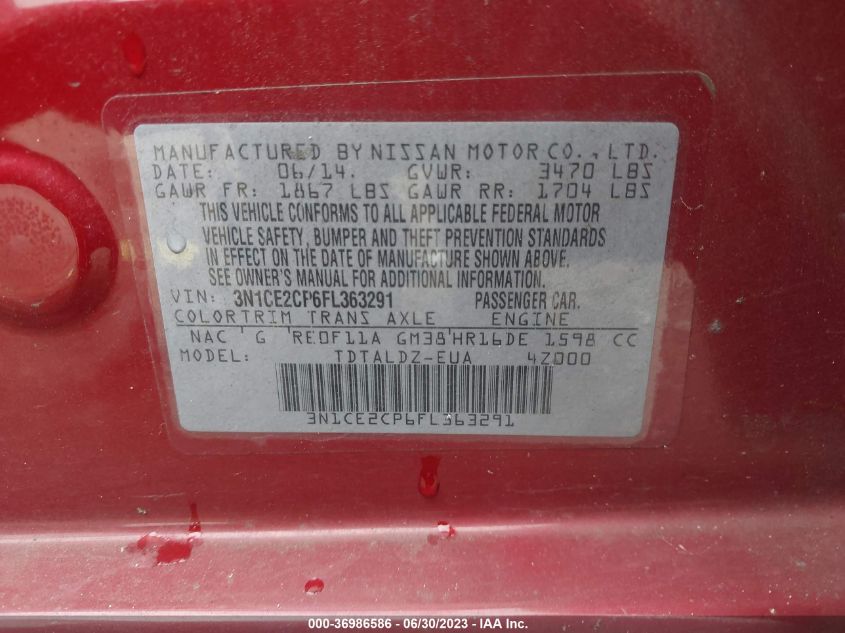 MANUFACTURED BY NISSAN MOTOR CO., LTD.
DATE: 06/14. GVWR: 3470 LBS
GAWR FR: 1867 LBS GAWR RR: 1704 LBS
THIS VEHICLE CONFORMS TO ALL APPLICABLE FEDERAL MOTOR
VEHICLE SAFETY, BUMPER AND THEFT PREVENTION STANDARDS
IN EFFECT ON THE DATE OF MANUFACTURE SHOWN ABOVE.
SEE OWNER'S MANUAL FOR ADDITIONAL INFORMATION.
VIN: 3N1CE2CP6FL363291 PASSENGER CAR.
COLOR TRIM TRANS AXLE ENGINE
NAC G RE0F11A GM38 HR16DE 1598 CC
MODEL: TDTALDZ-EUA 4Z000
3N1CE2CP6FL363291
000-36986586 - 06/30/2023 - IAA Inc.